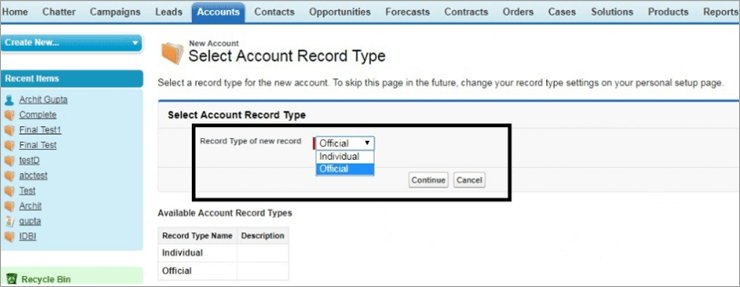 Home Chatter Campaigns Leads Accounts Contacts Opportunities Forecasts Contracts Orders Cases Solutions Products Reports
Create New...
Recent Items
Archit Gupta
Complete
Final Test1
Final Test
testD
abctest
Test
Archit
gupta
IDBI
Recycle Bin
New Account
Select Account Record Type
Select a record type for the new account. To skip this page in the future, change your record type settings on your personal setup page.
Select Account Record Type
Record Type of new record Official
Individual
Official
Continue Cancel
Available Account Record Types
Record Type Name Description
Individual
Official